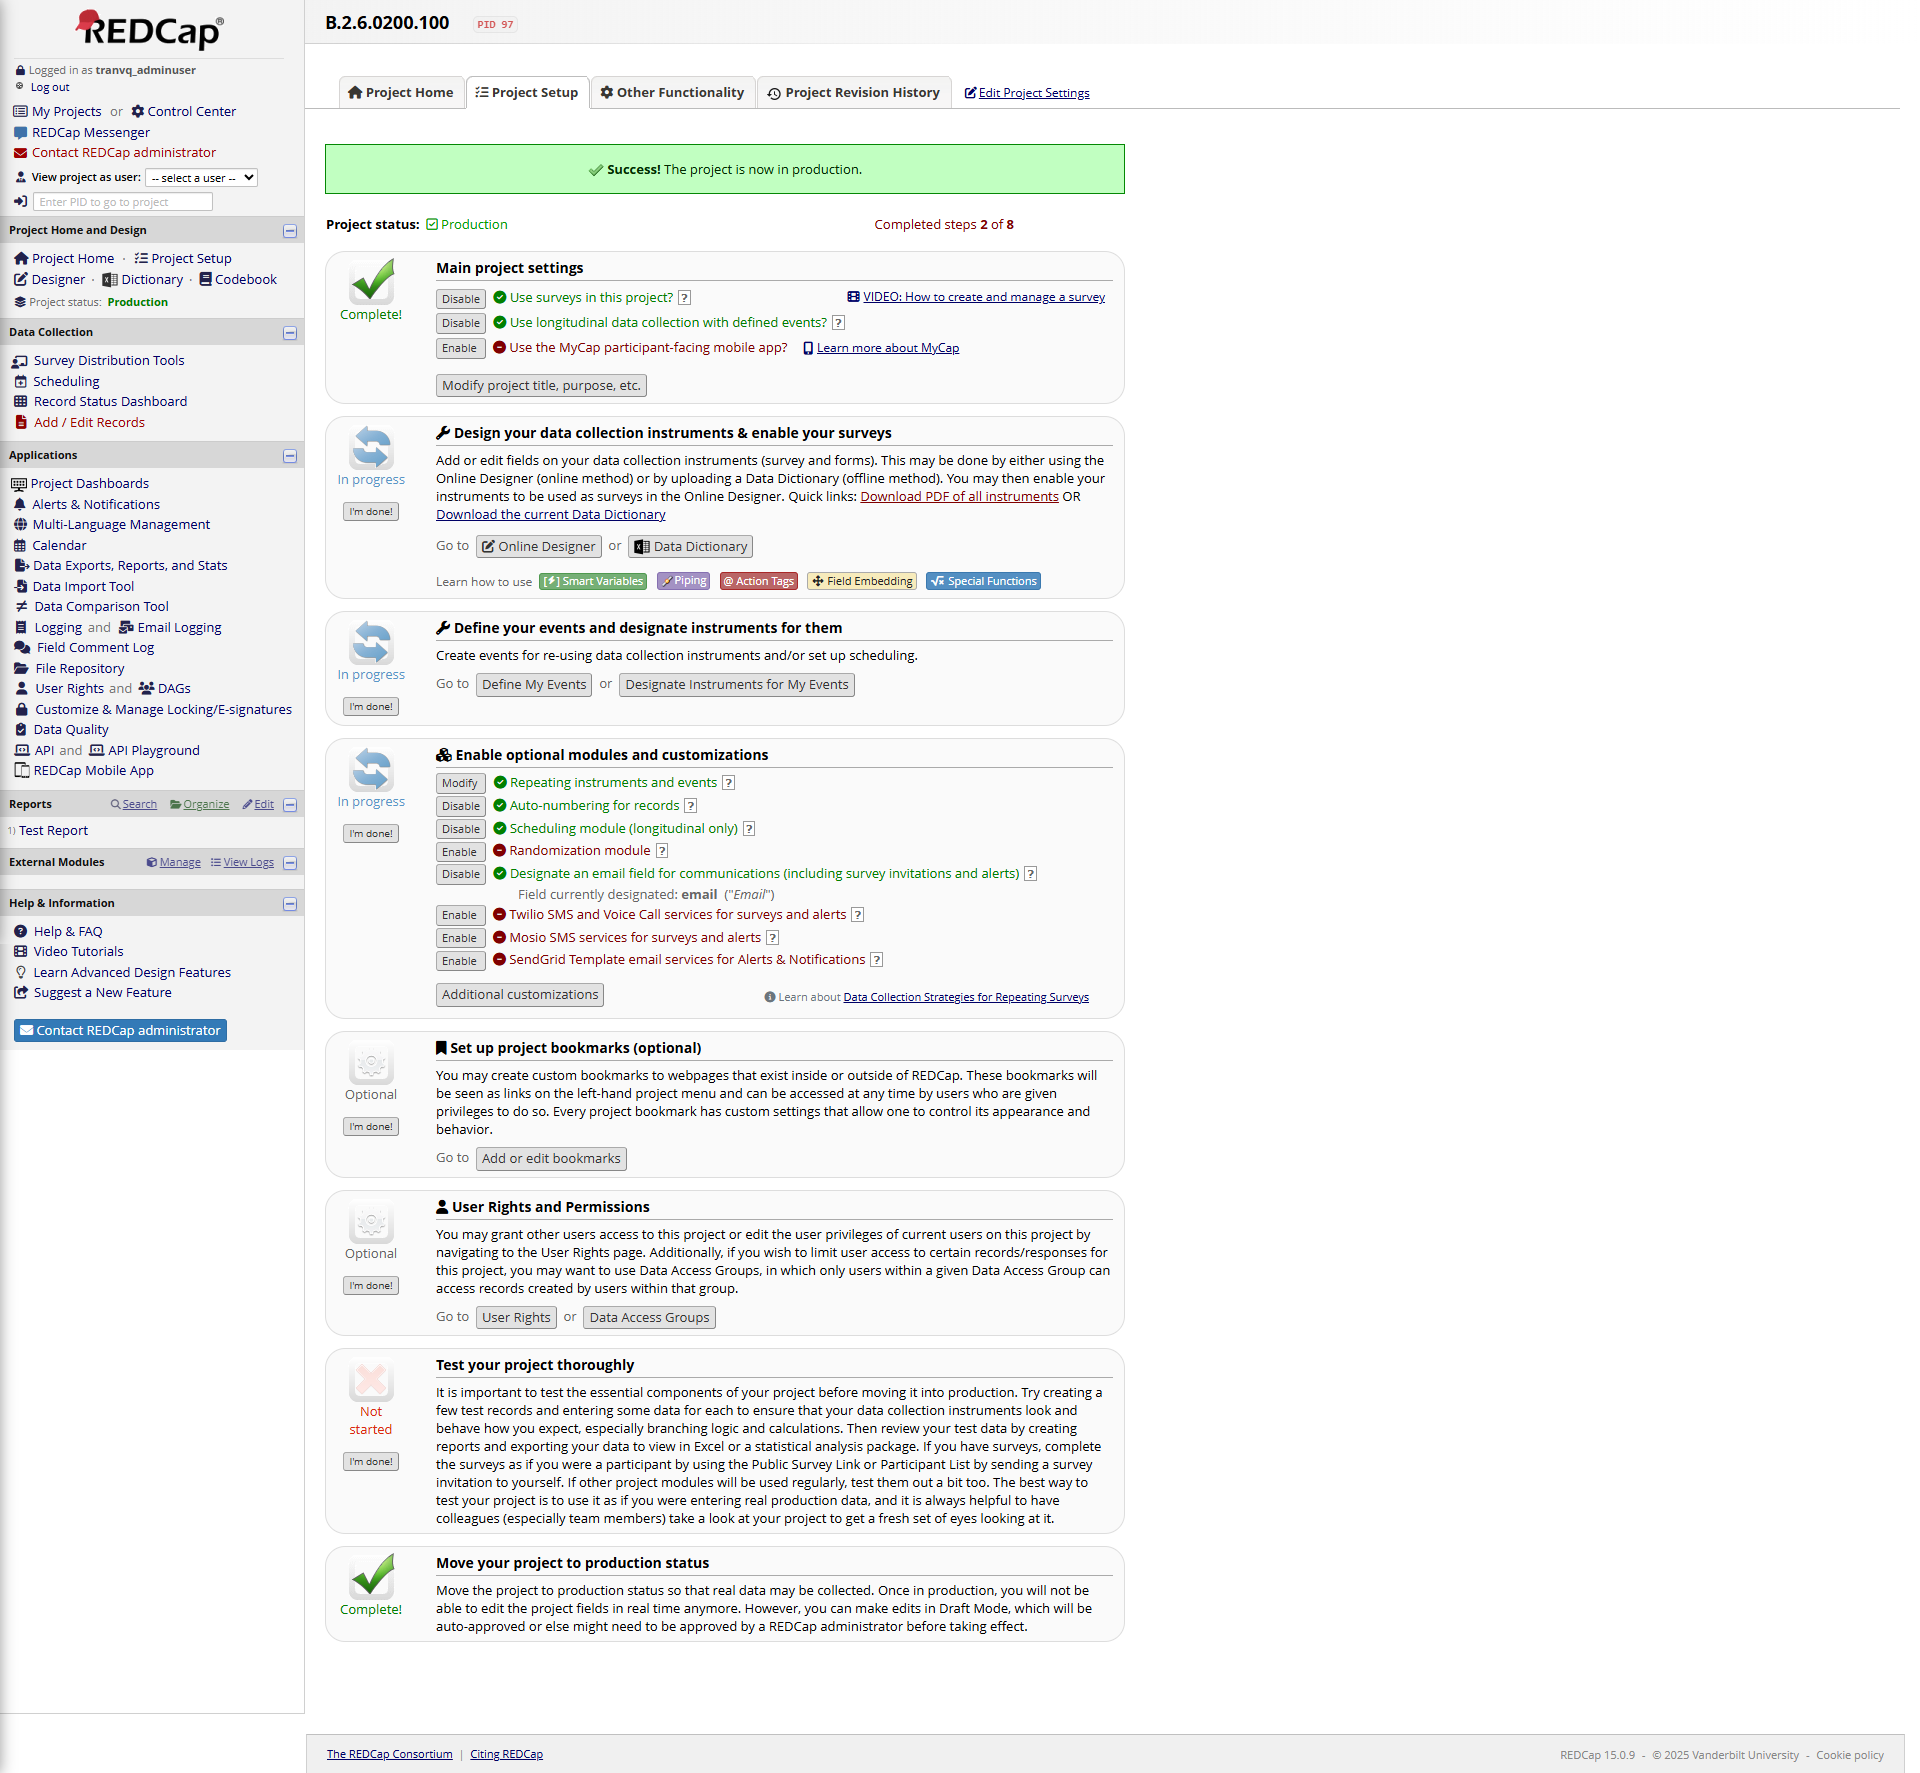 REDCap®
Logged in as tranvq_adminuser
Log out
My Projects or Control Center
REDCap Messenger
Contact REDCap administrator
View project as user: -- select a user --
Enter PID to go to project
Project Home and Design
Project Home · Project Setup
Designer · Dictionary · Codebook
Project status: Production
Data Collection
Survey Distribution Tools
Scheduling
Record Status Dashboard
Add / Edit Records
Applications
Project Dashboards
Alerts & Notifications
Multi-Language Management
Calendar
Data Exports, Reports, and Stats
Data Import Tool
Data Comparison Tool
Logging and Email Logging
Field Comment Log
File Repository
User Rights and DAGs
Customize & Manage Locking/E-signatures
Data Quality
API and API Playground
REDCap Mobile App
Reports Search Organize Edit
1) Test Report
External Modules Manage View Logs
Help & Information
Help & FAQ
Video Tutorials
Learn Advanced Design Features
Suggest a New Feature
Contact REDCap administrator
B.2.6.0200.100 PID 97
Project Home Project Setup Other Functionality Project Revision History Edit Project Settings
Success! The project is now in production.
Project status: Production Completed steps 2 of 8
Complete!
Main project settings
Disable Use surveys in this project? ? VIDEO: How to create and manage a survey
Disable Use longitudinal data collection with defined events? ?
Enable Use the MyCap participant-facing mobile app? Learn more about MyCap
Modify project title, purpose, etc.
In progress
I'm done!
Design your data collection instruments & enable your surveys
Add or edit fields on your data collection instruments (survey and forms). This may be done by either using the
Online Designer (online method) or by uploading a Data Dictionary (offline method). You may then enable your
instruments to be used as surveys in the Online Designer. Quick links: Download PDF of all instruments OR
Download the current Data Dictionary
Go to Online Designer or Data Dictionary
Learn how to use [⚡] Smart Variables Piping @ Action Tags Field Embedding √x Special Functions
In progress
I'm done!
Define your events and designate instruments for them
Create events for re-using data collection instruments and/or set up scheduling.
Go to Define My Events or Designate Instruments for My Events
In progress
I'm done!
Enable optional modules and customizations
Modify Repeating instruments and events ?
Disable Auto-numbering for records ?
Disable Scheduling module (longitudinal only) ?
Enable Randomization module ?
Disable Designate an email field for communications (including survey invitations and alerts) ?
Field currently designated: email ("Email")
Enable Twilio SMS and Voice Call services for surveys and alerts ?
Enable Mosio SMS services for surveys and alerts ?
Enable SendGrid Template email services for Alerts & Notifications ?
Additional customizations Learn about Data Collection Strategies for Repeating Surveys
Optional
I'm done!
Set up project bookmarks (optional)
You may create custom bookmarks to webpages that exist inside or outside of REDCap. These bookmarks will
be seen as links on the left-hand project menu and can be accessed at any time by users who are given
privileges to do so. Every project bookmark has custom settings that allow one to control its appearance and
behavior.
Go to Add or edit bookmarks
Optional
I'm done!
User Rights and Permissions
You may grant other users access to this project or edit the user privileges of current users on this project by
navigating to the User Rights page. Additionally, if you wish to limit user access to certain records/responses for
this project, you may want to use Data Access Groups, in which only users within a given Data Access Group can
access records created by users within that group.
Go to User Rights or Data Access Groups
Not
started
I'm done!
Test your project thoroughly
It is important to test the essential components of your project before moving it into production. Try creating a
few test records and entering some data for each to ensure that your data collection instruments look and
behave how you expect, especially branching logic and calculations. Then review your test data by creating
reports and exporting your data to view in Excel or a statistical analysis package. If you have surveys, complete
the surveys as if you were a participant by using the Public Survey Link or Participant List by sending a survey
invitation to yourself. If other project modules will be used regularly, test them out a bit too. The best way to
test your project is to use it as if you were entering real production data, and it is always helpful to have
colleagues (especially team members) take a look at your project to get a fresh set of eyes looking at it.
Complete!
Move your project to production status
Move the project to production status so that real data may be collected. Once in production, you will not be
able to edit the project fields in real time anymore. However, you can make edits in Draft Mode, which will be
auto-approved or else might need to be approved by a REDCap administrator before taking effect.
The REDCap Consortium | Citing REDCap
REDCap 15.0.9 - © 2025 Vanderbilt University - Cookie policy